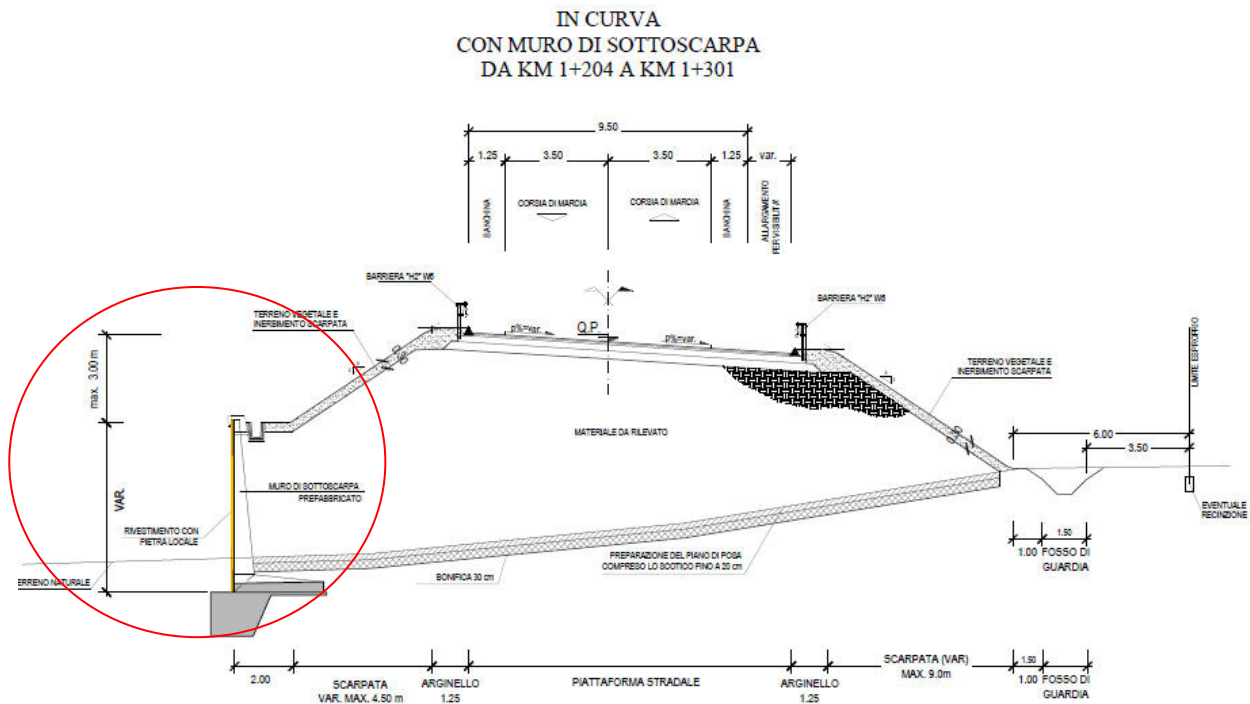 IN CURVA
CON MURO DI SOTTOSCARPA
DA KM 1+204 A KM 1+301
9.50
1.25
3.50
3.50
1.25
var.
BANCHINA
CORSIA DI MARCIA
CORSIA DI MARCIA
BANCHINA
ALLARGAMENTO
PER VISIBILITA'
BARRIERA "H2" W6
BARRIERA "H2" W6
TERRENO VEGETALE E
INERBIMENTO SCARPATA
p%=var.
Q.P.
p%=var.
TERRENO VEGETALE E
INERBIMENTO SCARPATA
LIMITE ESPROPRIO
max. 3.00 m
MATERIALE DA RILEVATO
6.00
3.50
VAR.
MURO DI SOTTOSCARPA
PREFABBRICATO
RIVESTIMENTO CON
PIETRA LOCALE
EVENTUALE
RECINZIONE
1.50
1.00 FOSSO DI
GUARDIA
ERRENO NATURALE
BONIFICA 30 cm
PREPARAZIONE DEL PIANO DI POSA
COMPRESO LO SCOTICO FINO A 20 cm
2.00
SCARPATA
VAR. MAX. 4.50 m
ARGINELLO
1.25
PIATTAFORMA STRADALE
ARGINELLO
1.25
SCARPATA (VAR)
MAX. 9.0m
1.50
1.00 FOSSO DI
GUARDIA